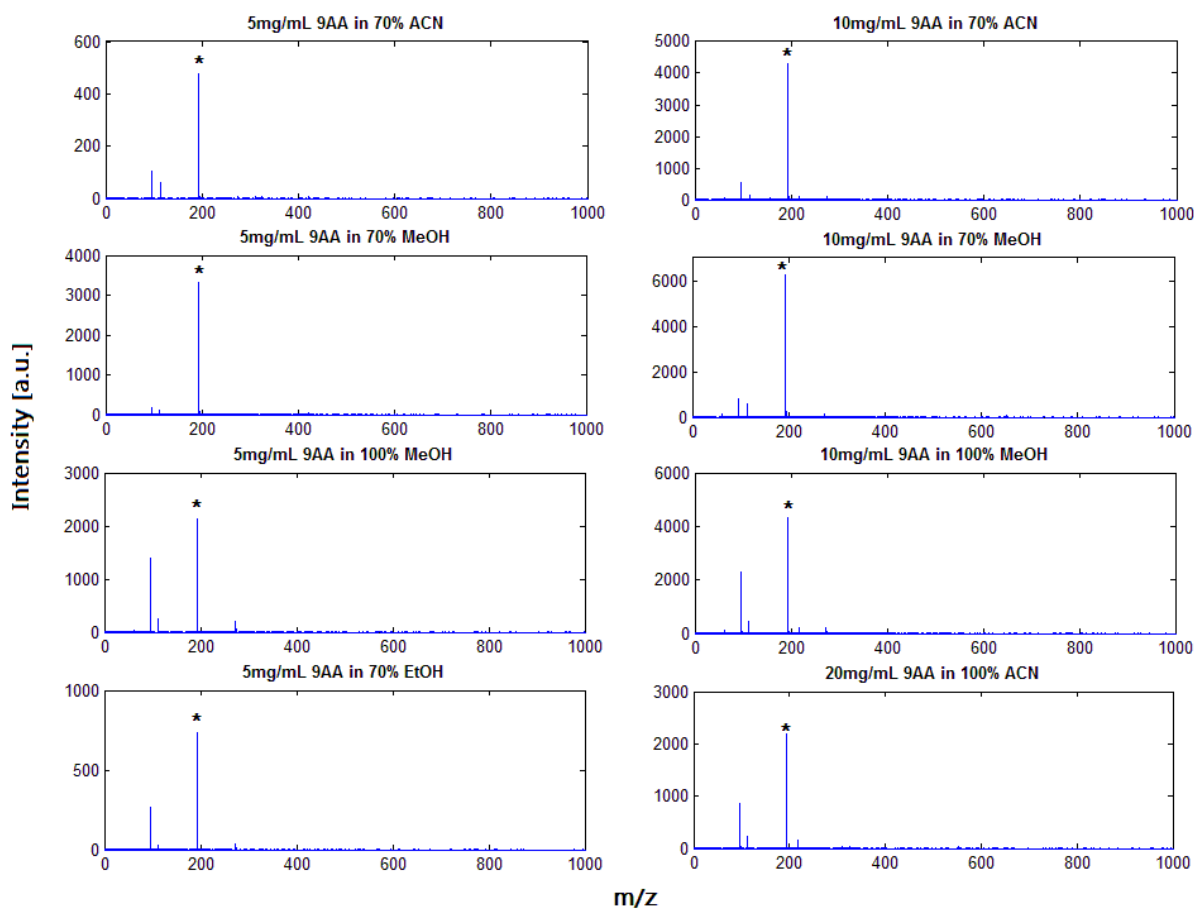 5mg/mL 9AA in 70% ACN
600
400
200
0
0 200 400 600 800 1000
*
10mg/mL 9AA in 70% ACN
5000
4000
3000
2000
1000
0
0 200 400 600 800 1000
*
5mg/mL 9AA in 70% MeOH
4000
3000
2000
1000
0
0 200 400 600 800 1000
*
10mg/mL 9AA in 70% MeOH
6000
4000
2000
0
0 200 400 600 800 1000
*
5mg/mL 9AA in 100% MeOH
3000
2000
1000
0
0 200 400 600 800 1000
*
10mg/mL 9AA in 100% MeOH
6000
4000
2000
0
0 200 400 600 800 1000
*
5mg/mL 9AA in 70% EtOH
1000
500
0
0 200 400 600 800 1000
*
20mg/mL 9AA in 100% ACN
3000
2000
1000
0
0 200 400 600 800 1000
*
Intensity [a.u.]
m/z